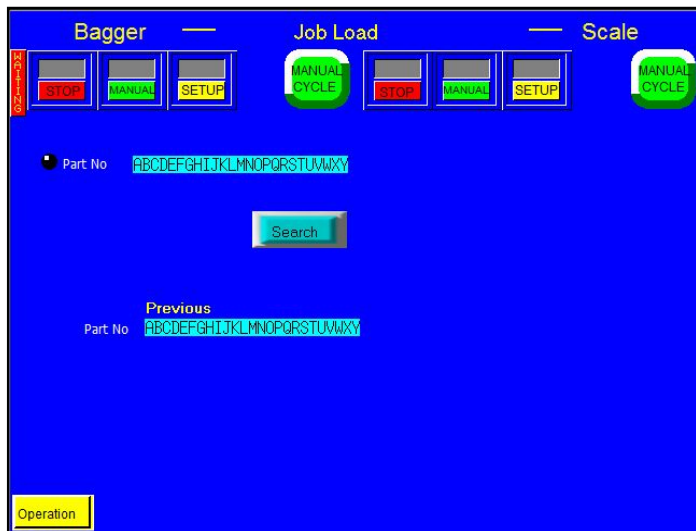 Bagger — Job Load — Scale
WAITING
STOP MANUAL SETUP MANUAL CYCLE STOP MANUAL SETUP MANUAL CYCLE
Part No ABCDEFGHIJKLMNOPQRSTUVWXY
Search
Previous
Part No ABCDEFGHIJKLMNOPQRSTUVWXY
Operation